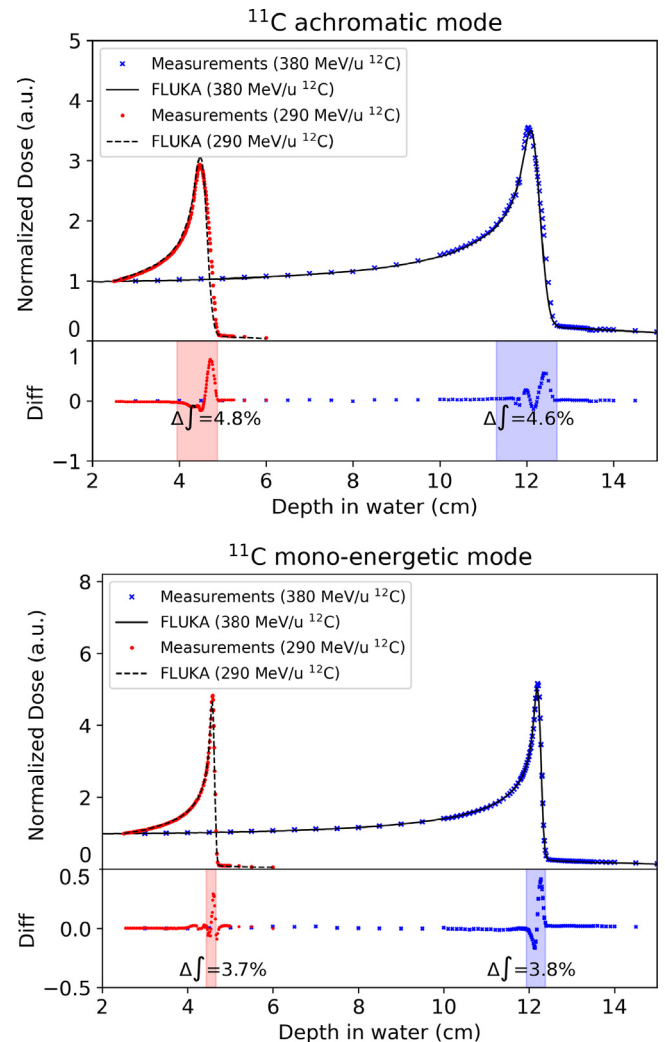 ¹¹C achromatic mode
5
4
3
2
1
0
Normalized Dose (a.u.)
Measurements (380 MeV/u ¹²C)
FLUKA (380 MeV/u ¹²C)
Measurements (290 MeV/u ¹²C)
FLUKA (290 MeV/u ¹²C)
1
0
−1
Diff
Δ∫=4.8%
Δ∫=4.6%
2 4 6 8 10 12 14
Depth in water (cm)
¹¹C mono-energetic mode
8
6
4
2
0
Normalized Dose (a.u.)
Measurements (380 MeV/u ¹²C)
FLUKA (380 MeV/u ¹²C)
Measurements (290 MeV/u ¹²C)
FLUKA (290 MeV/u ¹²C)
0.5
0.0
−0.5
Diff
Δ∫=3.7%
Δ∫=3.8%
2 4 6 8 10 12 14
Depth in water (cm)